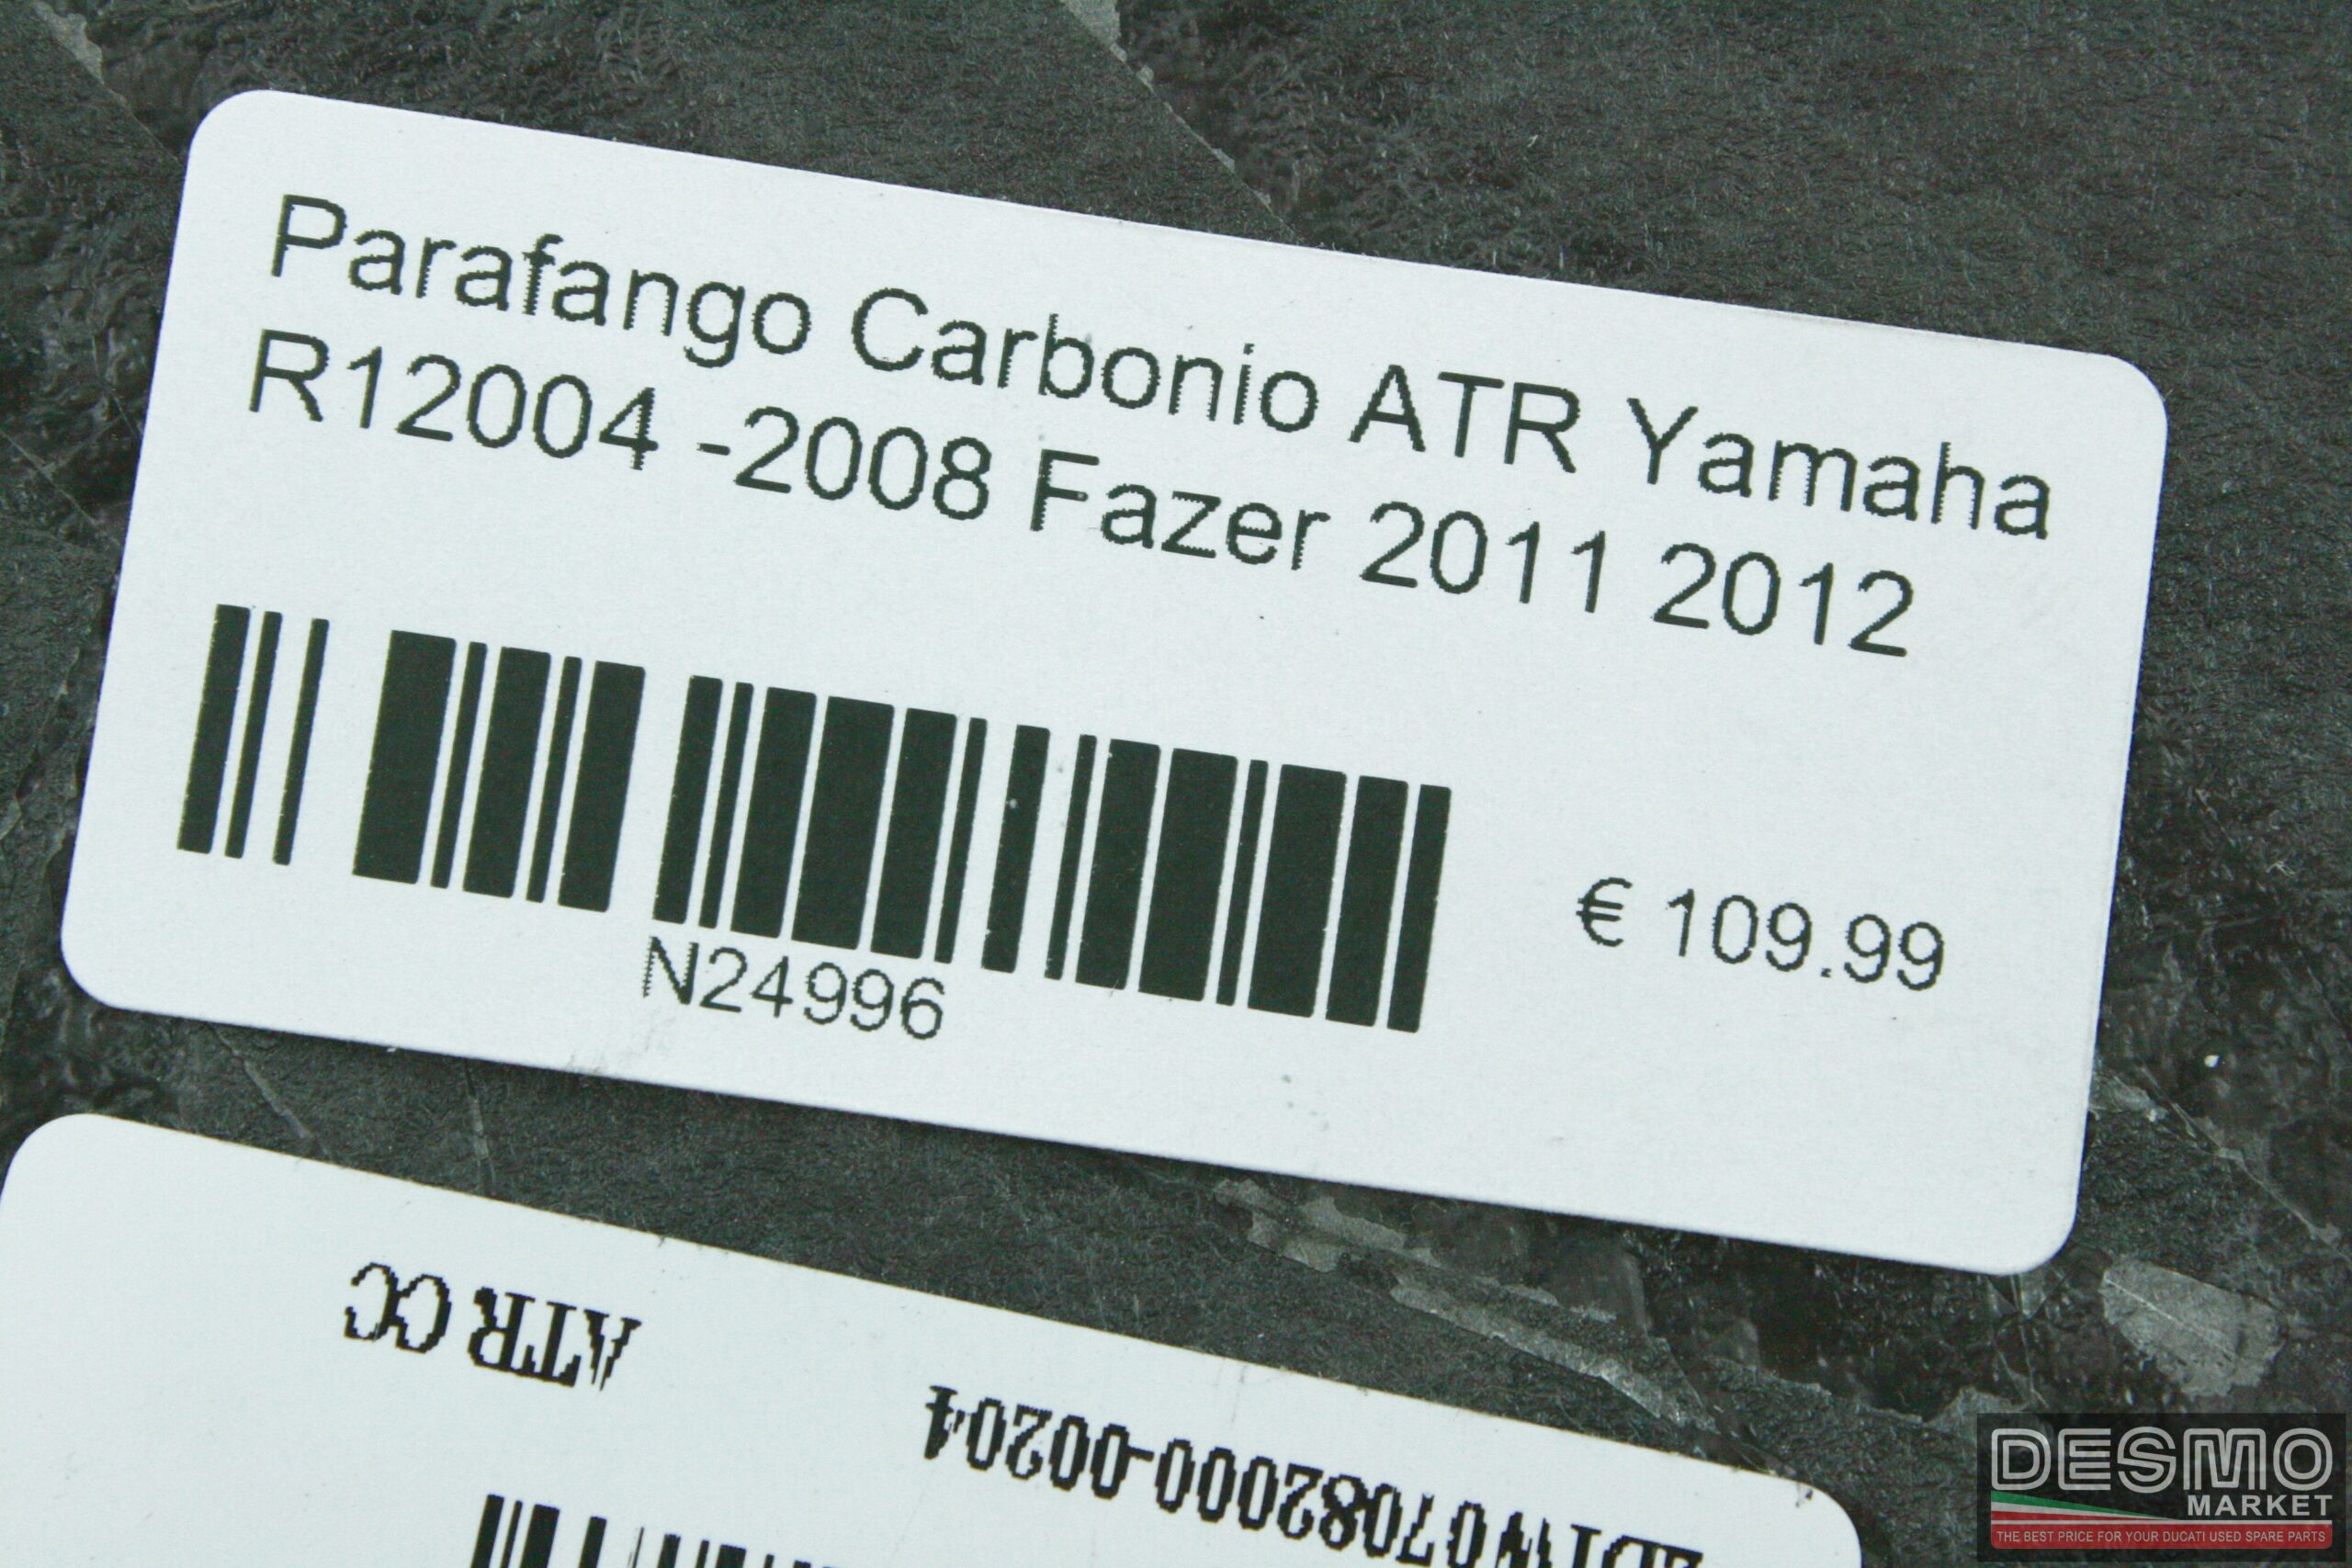 Parafango Carbonio ATR Yamaha
R12004 -2008 Fazer 2011 2012
N24996
€ 109.99
ATR CC
DESMO
MARKET
THE BEST PRICE FOR YOUR DUCATI USED SPARE PARTS